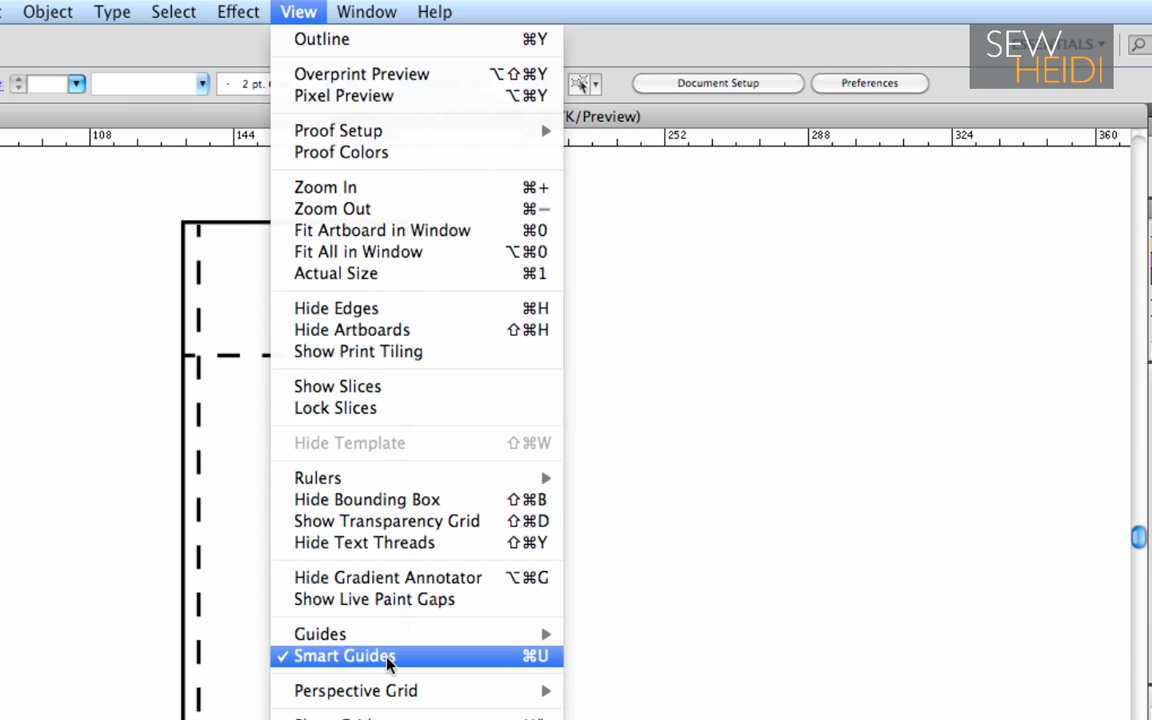 Object Type Select Effect View Window Help
SEW
HEIDI
ESSENTIALS
2 pt. Document Setup Preferences
K/Preview)
108 144 252 288 324 360
Outline ⌘Y
Overprint Preview ⌥⇧⌘Y
Pixel Preview ⌥⌘Y
Proof Setup
Proof Colors
Zoom In ⌘+
Zoom Out ⌘−
Fit Artboard in Window ⌘0
Fit All in Window ⌥⌘0
Actual Size ⌘1
Hide Edges ⌘H
Hide Artboards ⇧⌘H
Show Print Tiling
Show Slices
Lock Slices
Hide Template ⇧⌘W
Rulers
Hide Bounding Box ⇧⌘B
Show Transparency Grid ⇧⌘D
Hide Text Threads ⇧⌘Y
Hide Gradient Annotator ⌥⌘G
Show Live Paint Gaps
Guides
✓ Smart Guides ⌘U
Perspective Grid